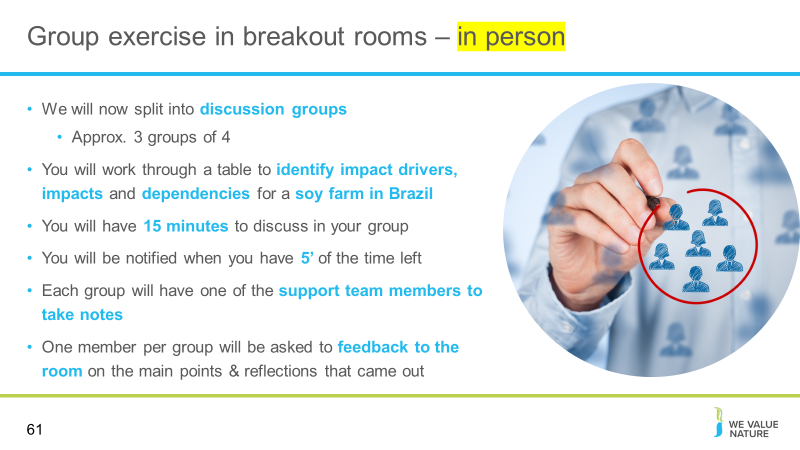 Group exercise in breakout rooms – in person
• We will now split into discussion groups
• Approx. 3 groups of 4
• You will work through a table to identify impact drivers,
impacts and dependencies for a soy farm in Brazil
• You will have 15 minutes to discuss in your group
• You will be notified when you have 5’ of the time left
• Each group will have one of the support team members to
take notes
• One member per group will be asked to feedback to the
room on the main points & reflections that came out
61
WE VALUE
NATURE